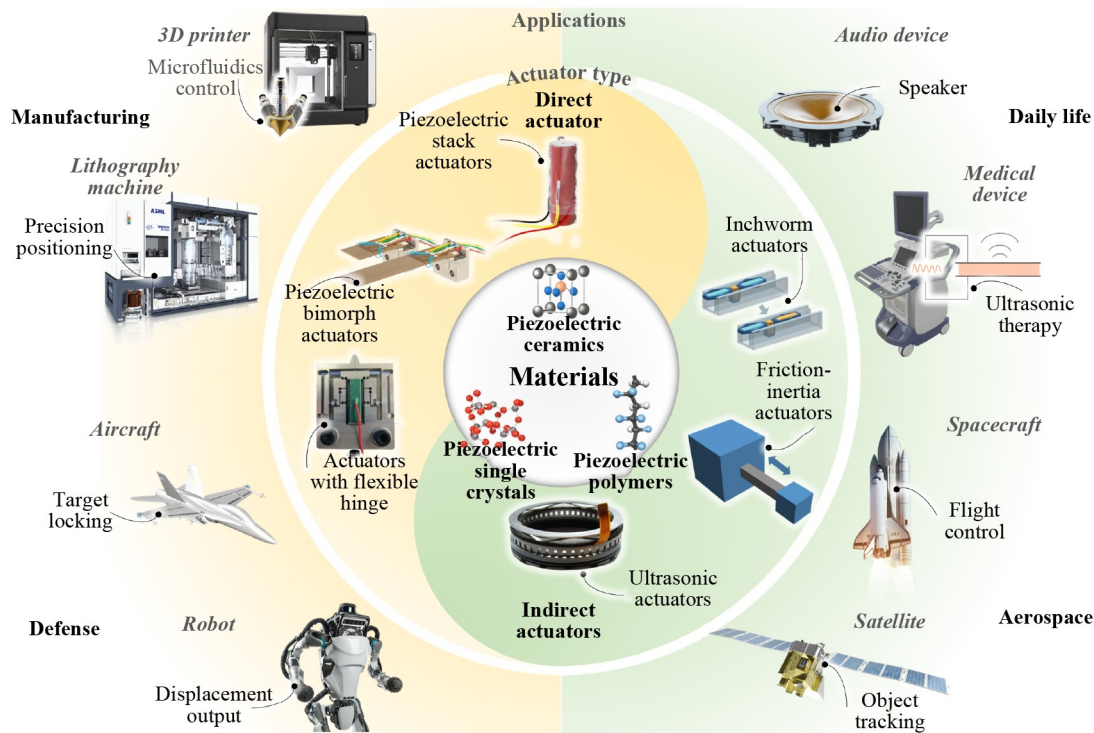 Applications
3D printer
Microfluidics
control
Manufacturing
Lithography
machine
Precision
positioning
ASML
Audio device
Speaker
Daily life
Medical
device
Ultrasonic
therapy
Actuator type
Direct
actuator
Piezoelectric
stack
actuators
Piezoelectric
bimorph
actuators
Actuators
with flexible
hinge
Inchworm
actuators
Friction-
inertia
actuators
Piezoelectric
ceramics
Materials
Piezoelectric
single
crystals
Piezoelectric
polymers
Ultrasonic
actuators
Indirect
actuators
Aircraft
Target
locking
Defense
Robot
Displacement
output
Spacecraft
Flight
control
Satellite
Aerospace
Object
tracking